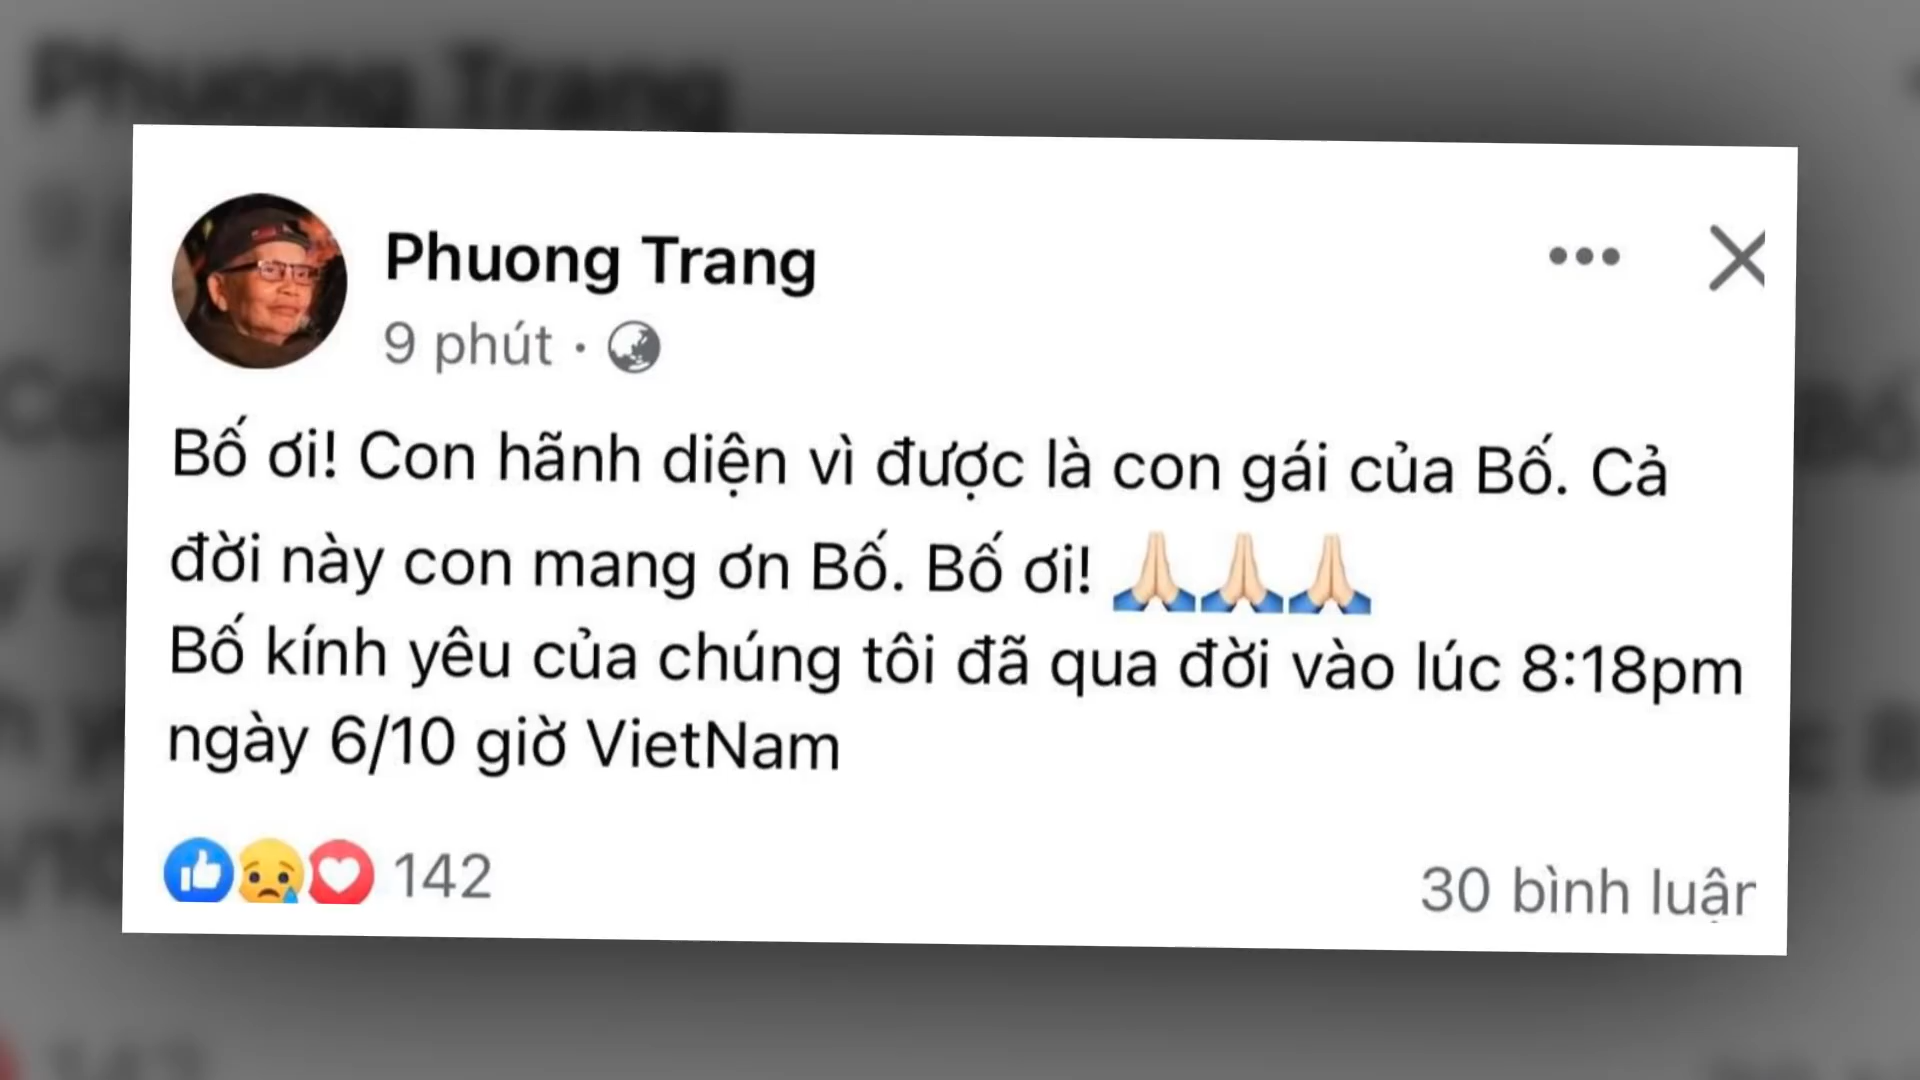 Phuong Trang
9 phút ·
Bố ơi! Con hãnh diện vì được là con gái của Bố. Cả
đời này con mang ơn Bố. Bố ơi! 🙏🏻🙏🏻🙏🏻
Bố kính yêu của chúng tôi đã qua đời vào lúc 8:18pm
ngày 6/10 giờ VietNam
142
30 bình luận